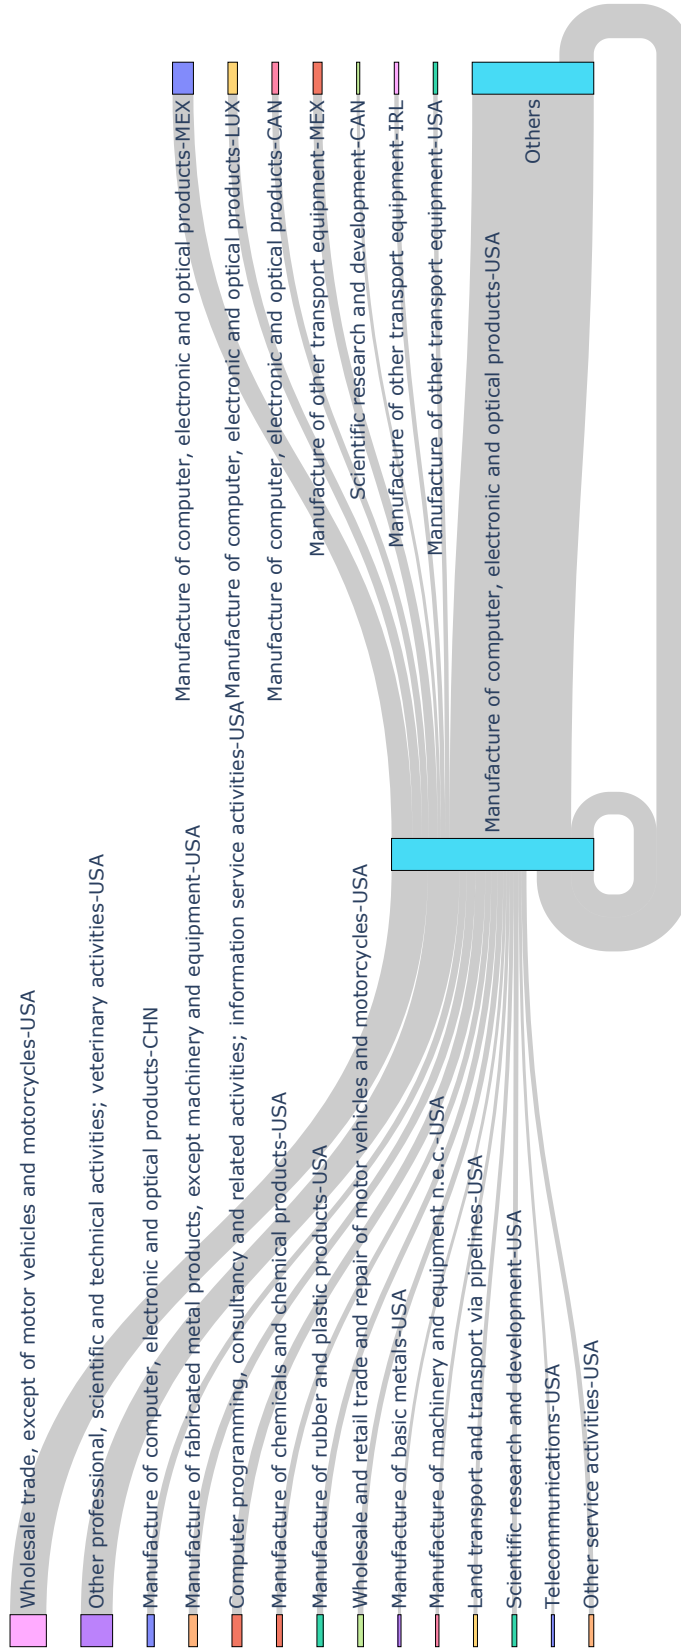 Wholesale trade, except of motor vehicles and motorcycles-USA
Other professional, scientific and technical activities; veterinary activities-USA
Manufacture of computer, electronic and optical products-CHN
Manufacture of fabricated metal products, except machinery and equipment-USA
Computer programming, consultancy and related activities; information service activities-USA
Manufacture of chemicals and chemical products-USA
Manufacture of rubber and plastic products-USA
Wholesale and retail trade and repair of motor vehicles and motorcycles-USA
Manufacture of basic metals-USA
Manufacture of machinery and equipment n.e.c.-USA
Land transport and transport via pipelines-USA
Scientific research and development-USA
Telecommunications-USA
Other service activities-USA
Manufacture of computer, electronic and optical products-USA
Manufacture of computer, electronic and optical products-MEX
Manufacture of computer, electronic and optical products-LUX
Manufacture of computer, electronic and optical products-CAN
Manufacture of other transport equipment-MEX
Scientific research and development-CAN
Manufacture of other transport equipment-IRL
Manufacture of other transport equipment-USA
Others